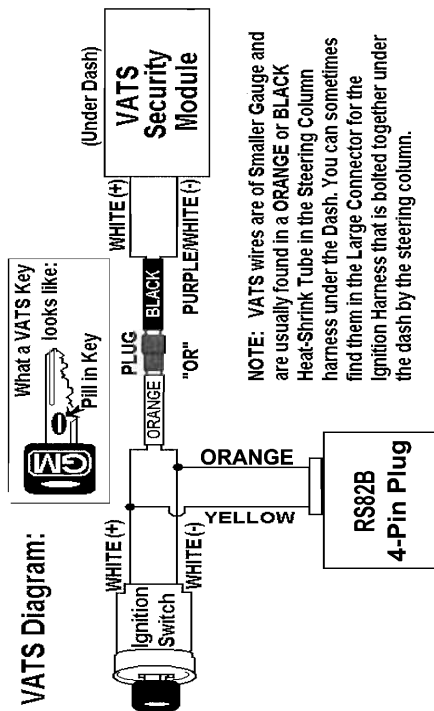 VATS Diagram:
What a VATS Key
looks like:
GM
Pill in Key
(Under Dash)
VATS
Security
Module
Ignition
Switch
WHITE (+)
WHITE (-)
ORANGE
PLUG
"OR"
BLACK
WHITE (+)
PURPLE/WHITE (-)
YELLOW
ORANGE
RS82B
4-Pin Plug
NOTE: VATS wires are of Smaller Gauge and
are usually found in a ORANGE or BLACK
Heat-Shrink Tube in the Steering Column
harness under the Dash. You can sometimes
find them in the Large Connector for the
Ignition Harness that is bolted together under
the dash by the steering column.